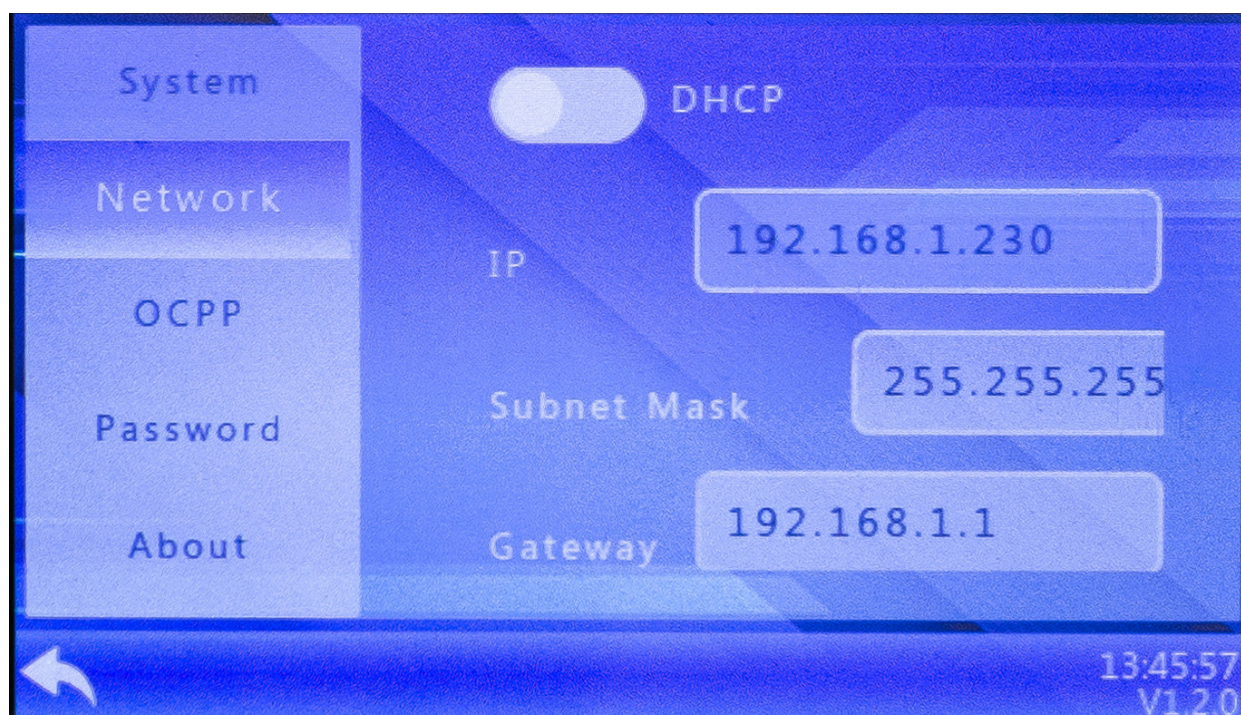 System
Network
OCPP
Password
About
DHCP
IP
192.168.1.230
Subnet Mask
255.255.255
Gateway
192.168.1.1
13:45:57
V1.2.0